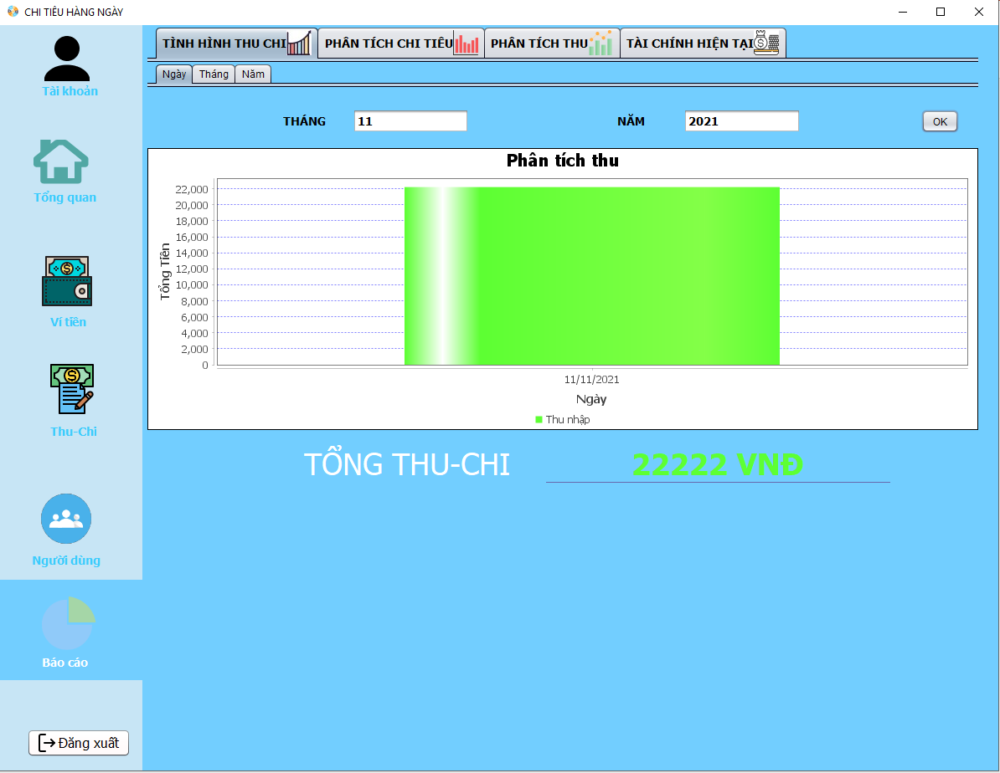 CHI TIÊU HÀNG NGÀY
Tài khoản
Tổng quan
Ví tiền
Thu-Chi
Người dùng
Báo cáo
Đăng xuất
TÌNH HÌNH THU CHI PHÂN TÍCH CHI TIÊU PHÂN TÍCH THU TÀI CHÍNH HIỆN TẠI
Ngày Tháng Năm
THÁNG 11 NĂM 2021 OK
Phân tích thu
22,000
20,000
18,000
16,000
14,000
12,000
10,000
8,000
6,000
4,000
2,000
0
Tổng Tiền
11/11/2021
Ngày
Thu nhập
TỔNG THU-CHI 22222 VNĐ